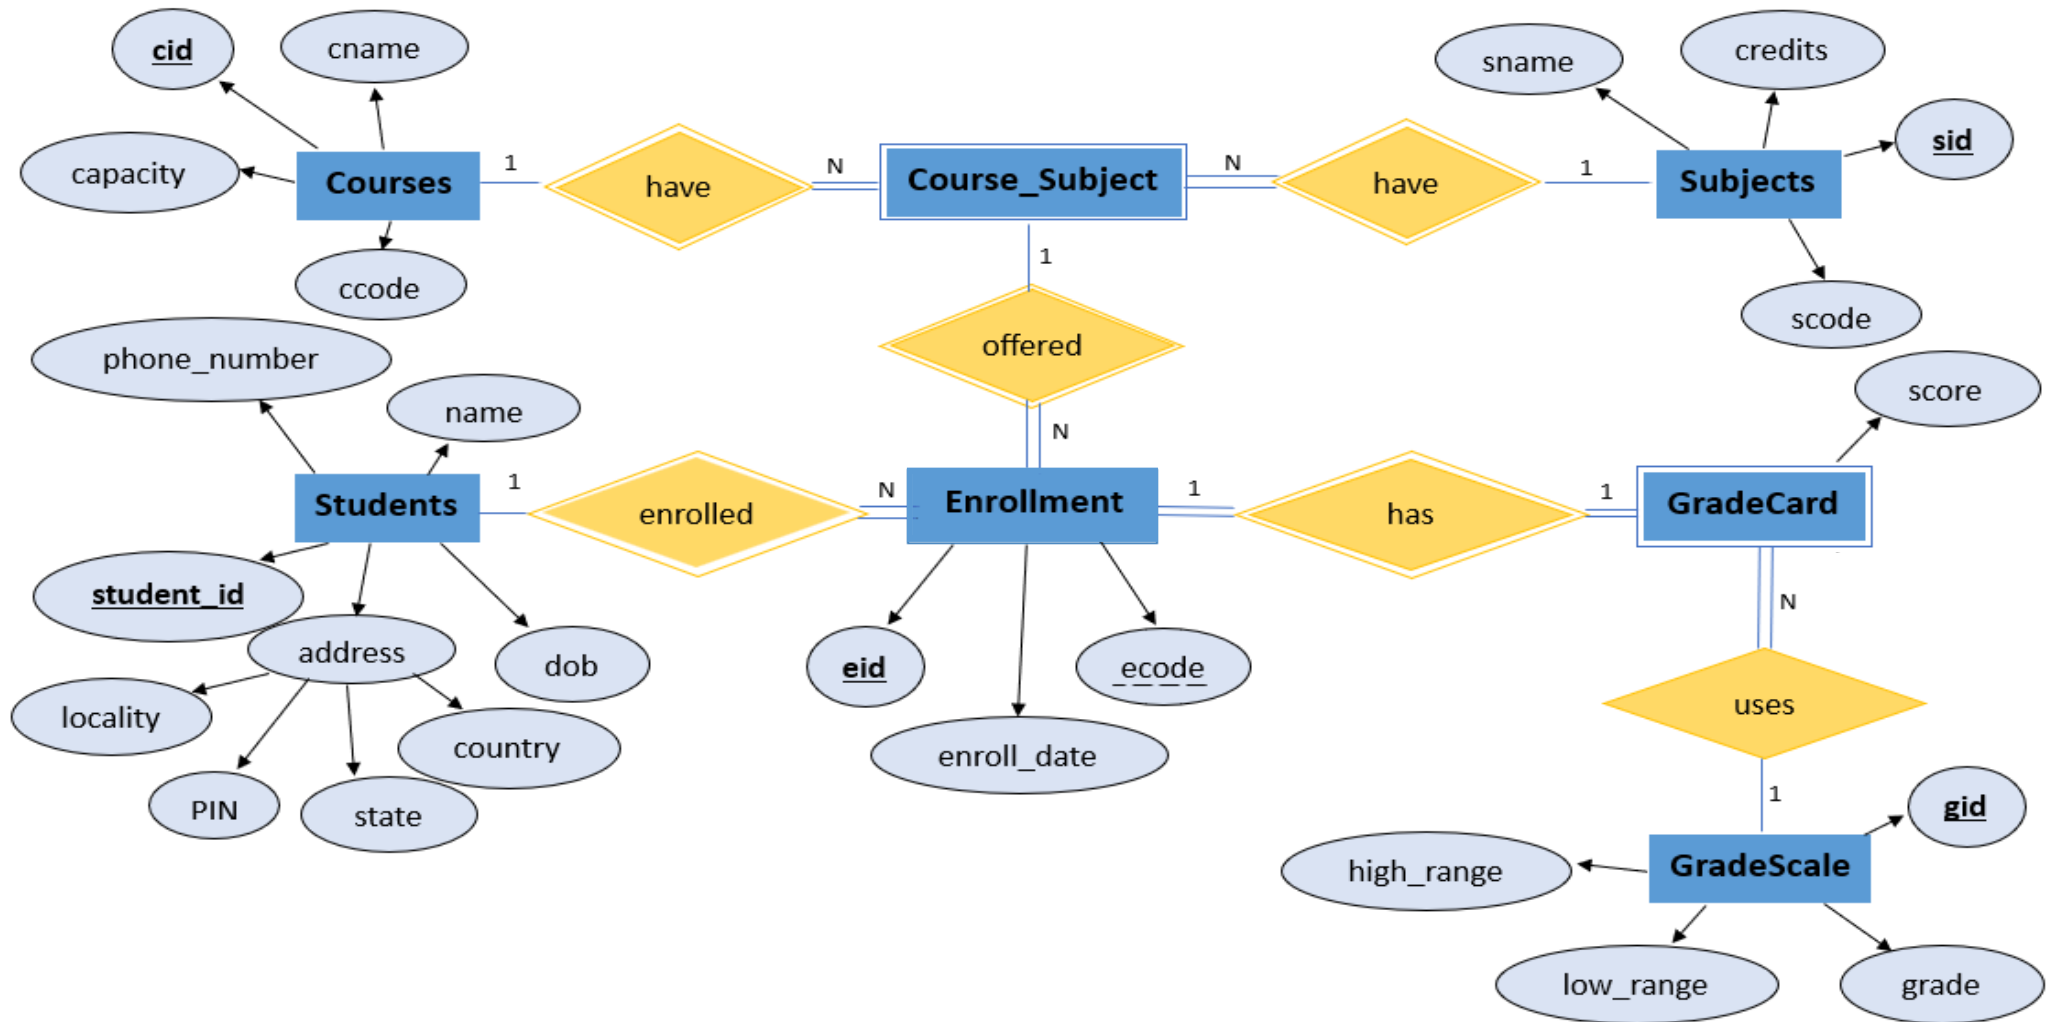 cid
cname
sname
credits
capacity
Courses
1
have
N
Course_Subject
N
have
1
Subjects
sid
ccode
1
offered
scode
phone_number
name
N
score
Students
1
enrolled
N
Enrollment
1
has
1
GradeCard
student_id
address
dob
eid
ecode
N
locality
country
enroll_date
uses
PIN
state
1
gid
high_range
GradeScale
low_range
grade